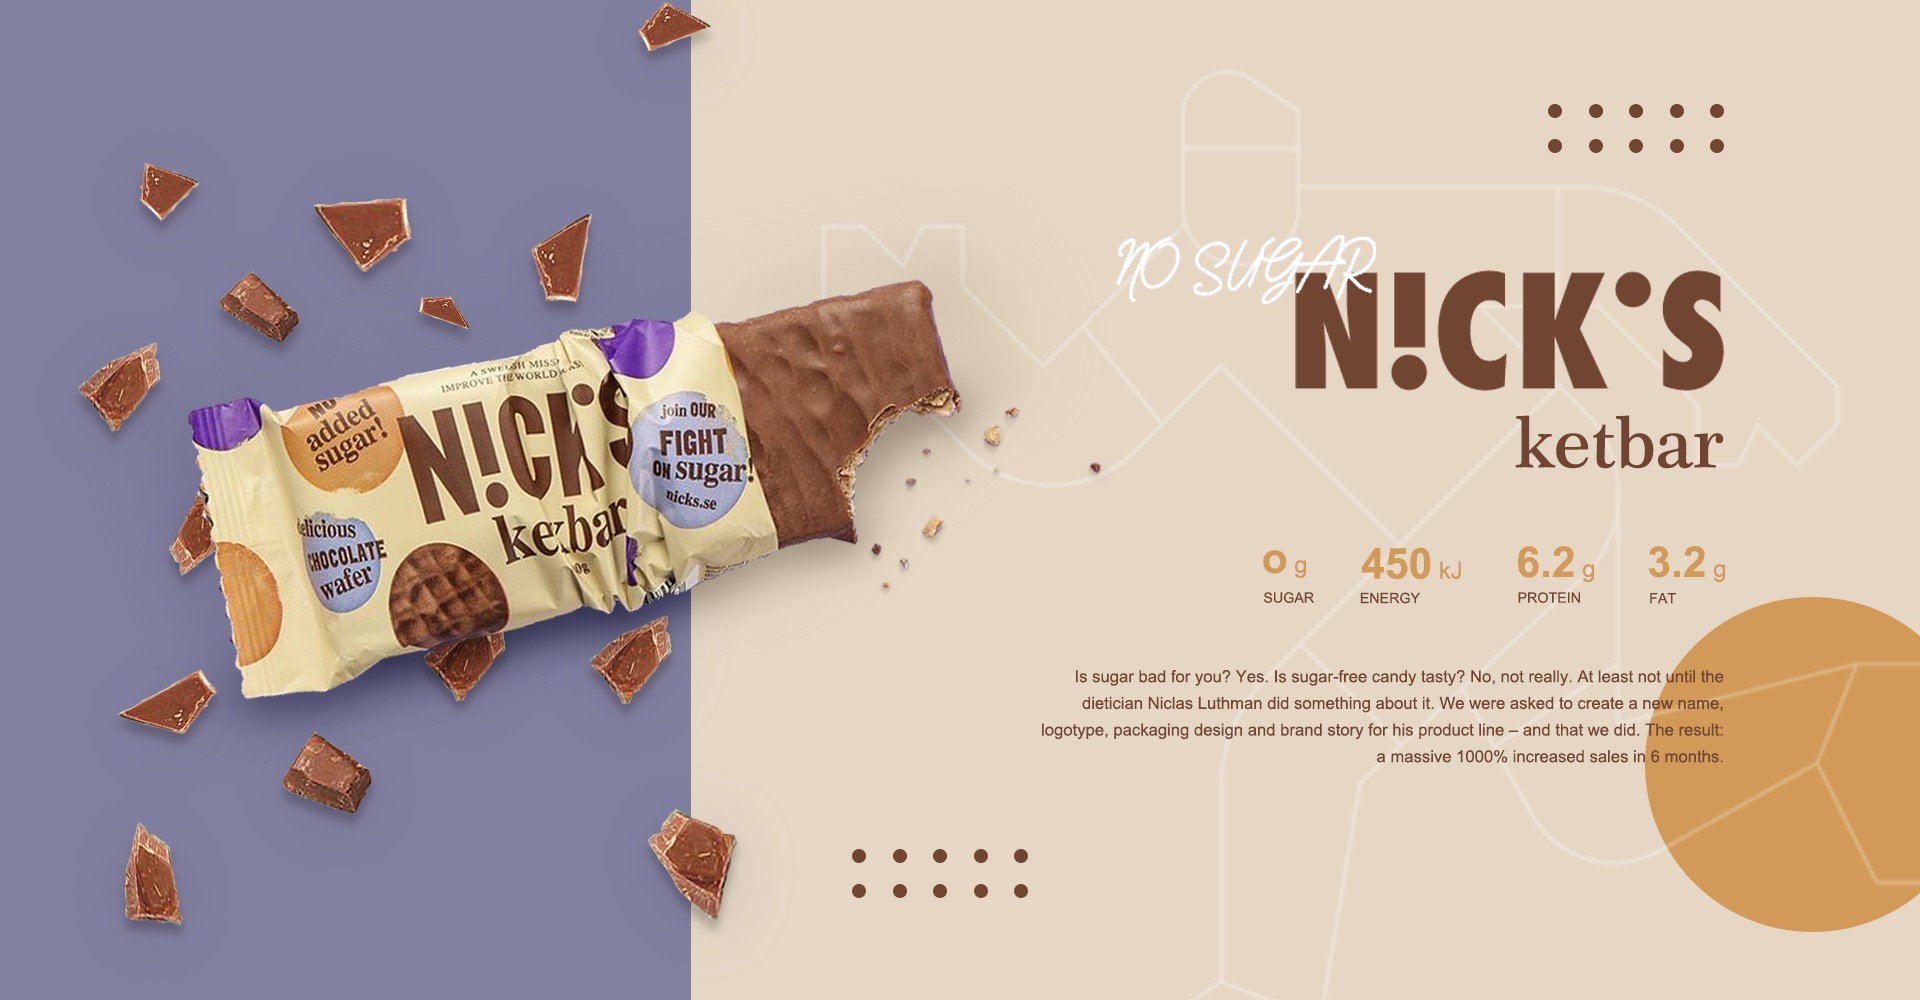 A SWEDISH MISS
IMPROVE THE WORLD
NO
added
sugar!
N!CK'S
kexbar
delicious
CHOCOLATE
wafer
join OUR
FIGHT
ON sugar!
nicks.se
NO SUGAR
N!CK'S
ketbar
0 g
SUGAR
450 kJ
ENERGY
6.2 g
PROTEIN
3.2 g
FAT
Is sugar bad for you? Yes. Is sugar-free candy tasty? No, not really. At least not until the
dietician Niclas Luthman did something about it. We were asked to create a new name,
logotype, packaging design and brand story for his product line – and that we did. The result:
a massive 1000% increased sales in 6 months.